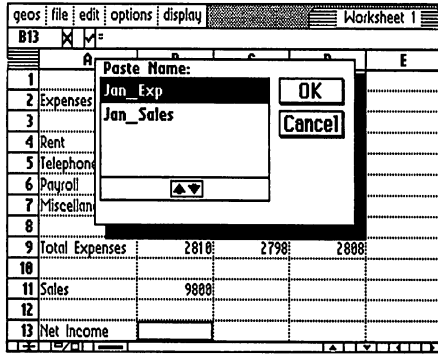 geos file edit options display Worksheet 1
B13 =
A E
Paste Name:
Jan_Exp
Jan_Sales
OK
Cancel
1
2 Expenses
3
4 Rent
5 Telephone
6 Payroll
7 Miscellan
8
9 Total Expenses 2810 2798 2808
10
11 Sales 9800
12
13 Net Income